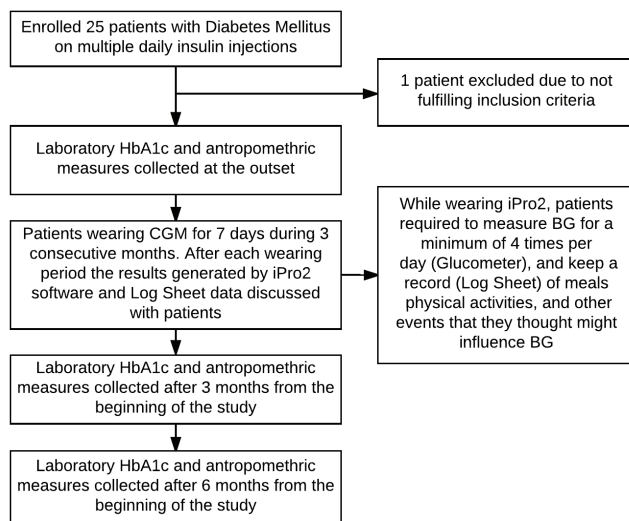 Enrolled 25 patients with Diabetes Mellitus
on multiple daily insulin injections
1 patient excluded due to not
fulfilling inclusion criteria
Laboratory HbA1c and antropomethric
measures collected at the outset
Patients wearing CGM for 7 days during 3
consecutive months. After each wearing
period the results generated by iPro2
software and Log Sheet data discussed
with patients
While wearing iPro2, patients
required to measure BG for a
minimum of 4 times per
day (Glucometer), and keep a
record (Log Sheet) of meals
physical activities, and other
events that they thought might
influence BG
Laboratory HbA1c and antropomethric
measures collected after 3 months from the
beginning of the study
Laboratory HbA1c and antropomethric
measures collected after 6 months from the
beginning of the study